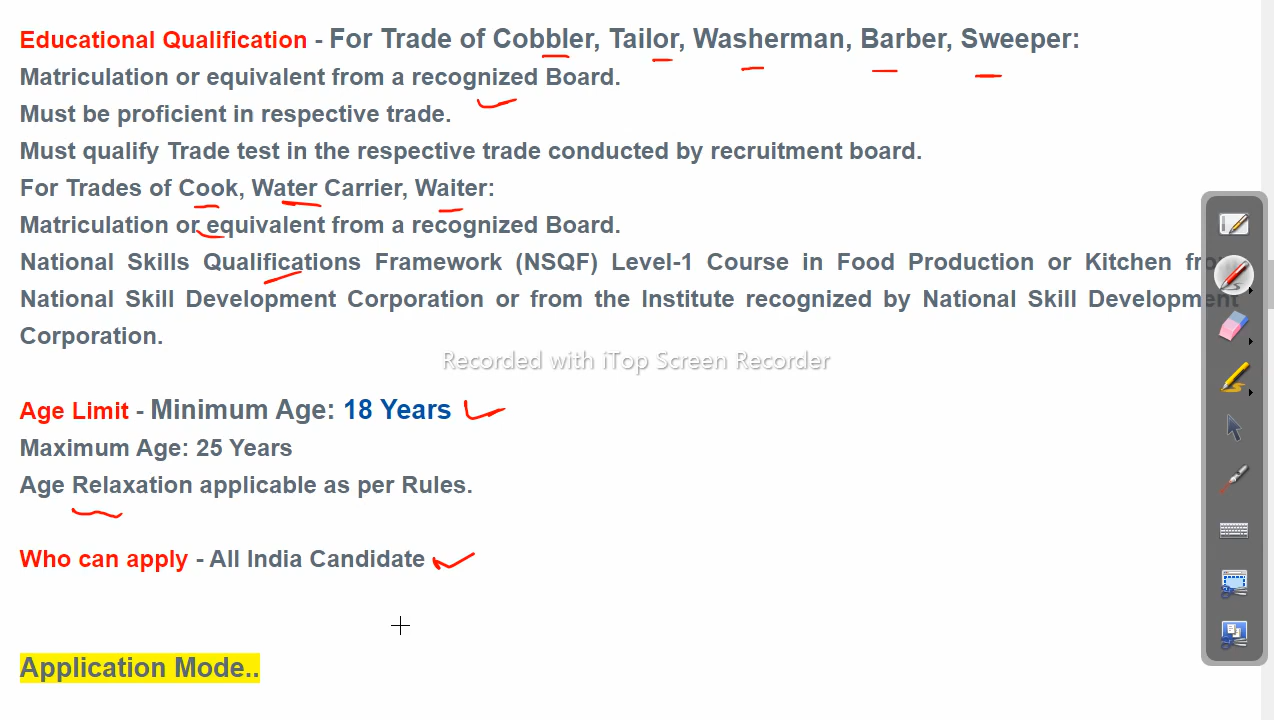 Educational Qualification - For Trade of Cobbler, Tailor, Washerman, Barber, Sweeper:
Matriculation or equivalent from a recognized Board.
Must be proficient in respective trade.
Must qualify Trade test in the respective trade conducted by recruitment board.
For Trades of Cook, Water Carrier, Waiter:
Matriculation or equivalent from a recognized Board.
National Skills Qualifications Framework (NSQF) Level-1 Course in Food Production or Kitchen from
National Skill Development Corporation or from the Institute recognized by National Skill Development
Corporation.
Recorded with iTop Screen Recorder
Age Limit - Minimum Age: 18 Years
Maximum Age: 25 Years
Age Relaxation applicable as per Rules.
Who can apply - All India Candidate
Application Mode..